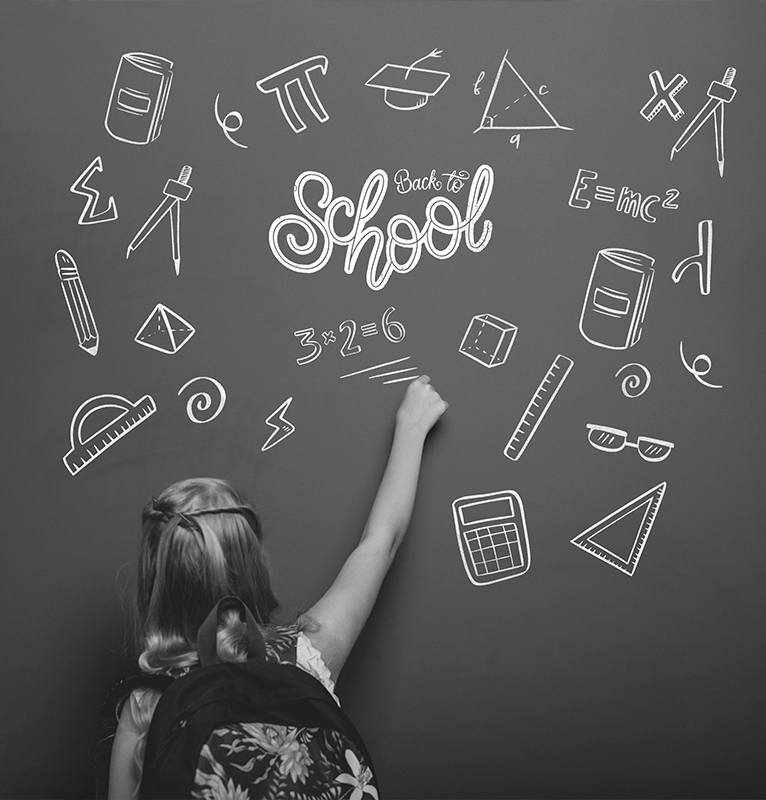 π
b c
a
X
Σ
Back to
School
E=mc²
λ
3×2=6